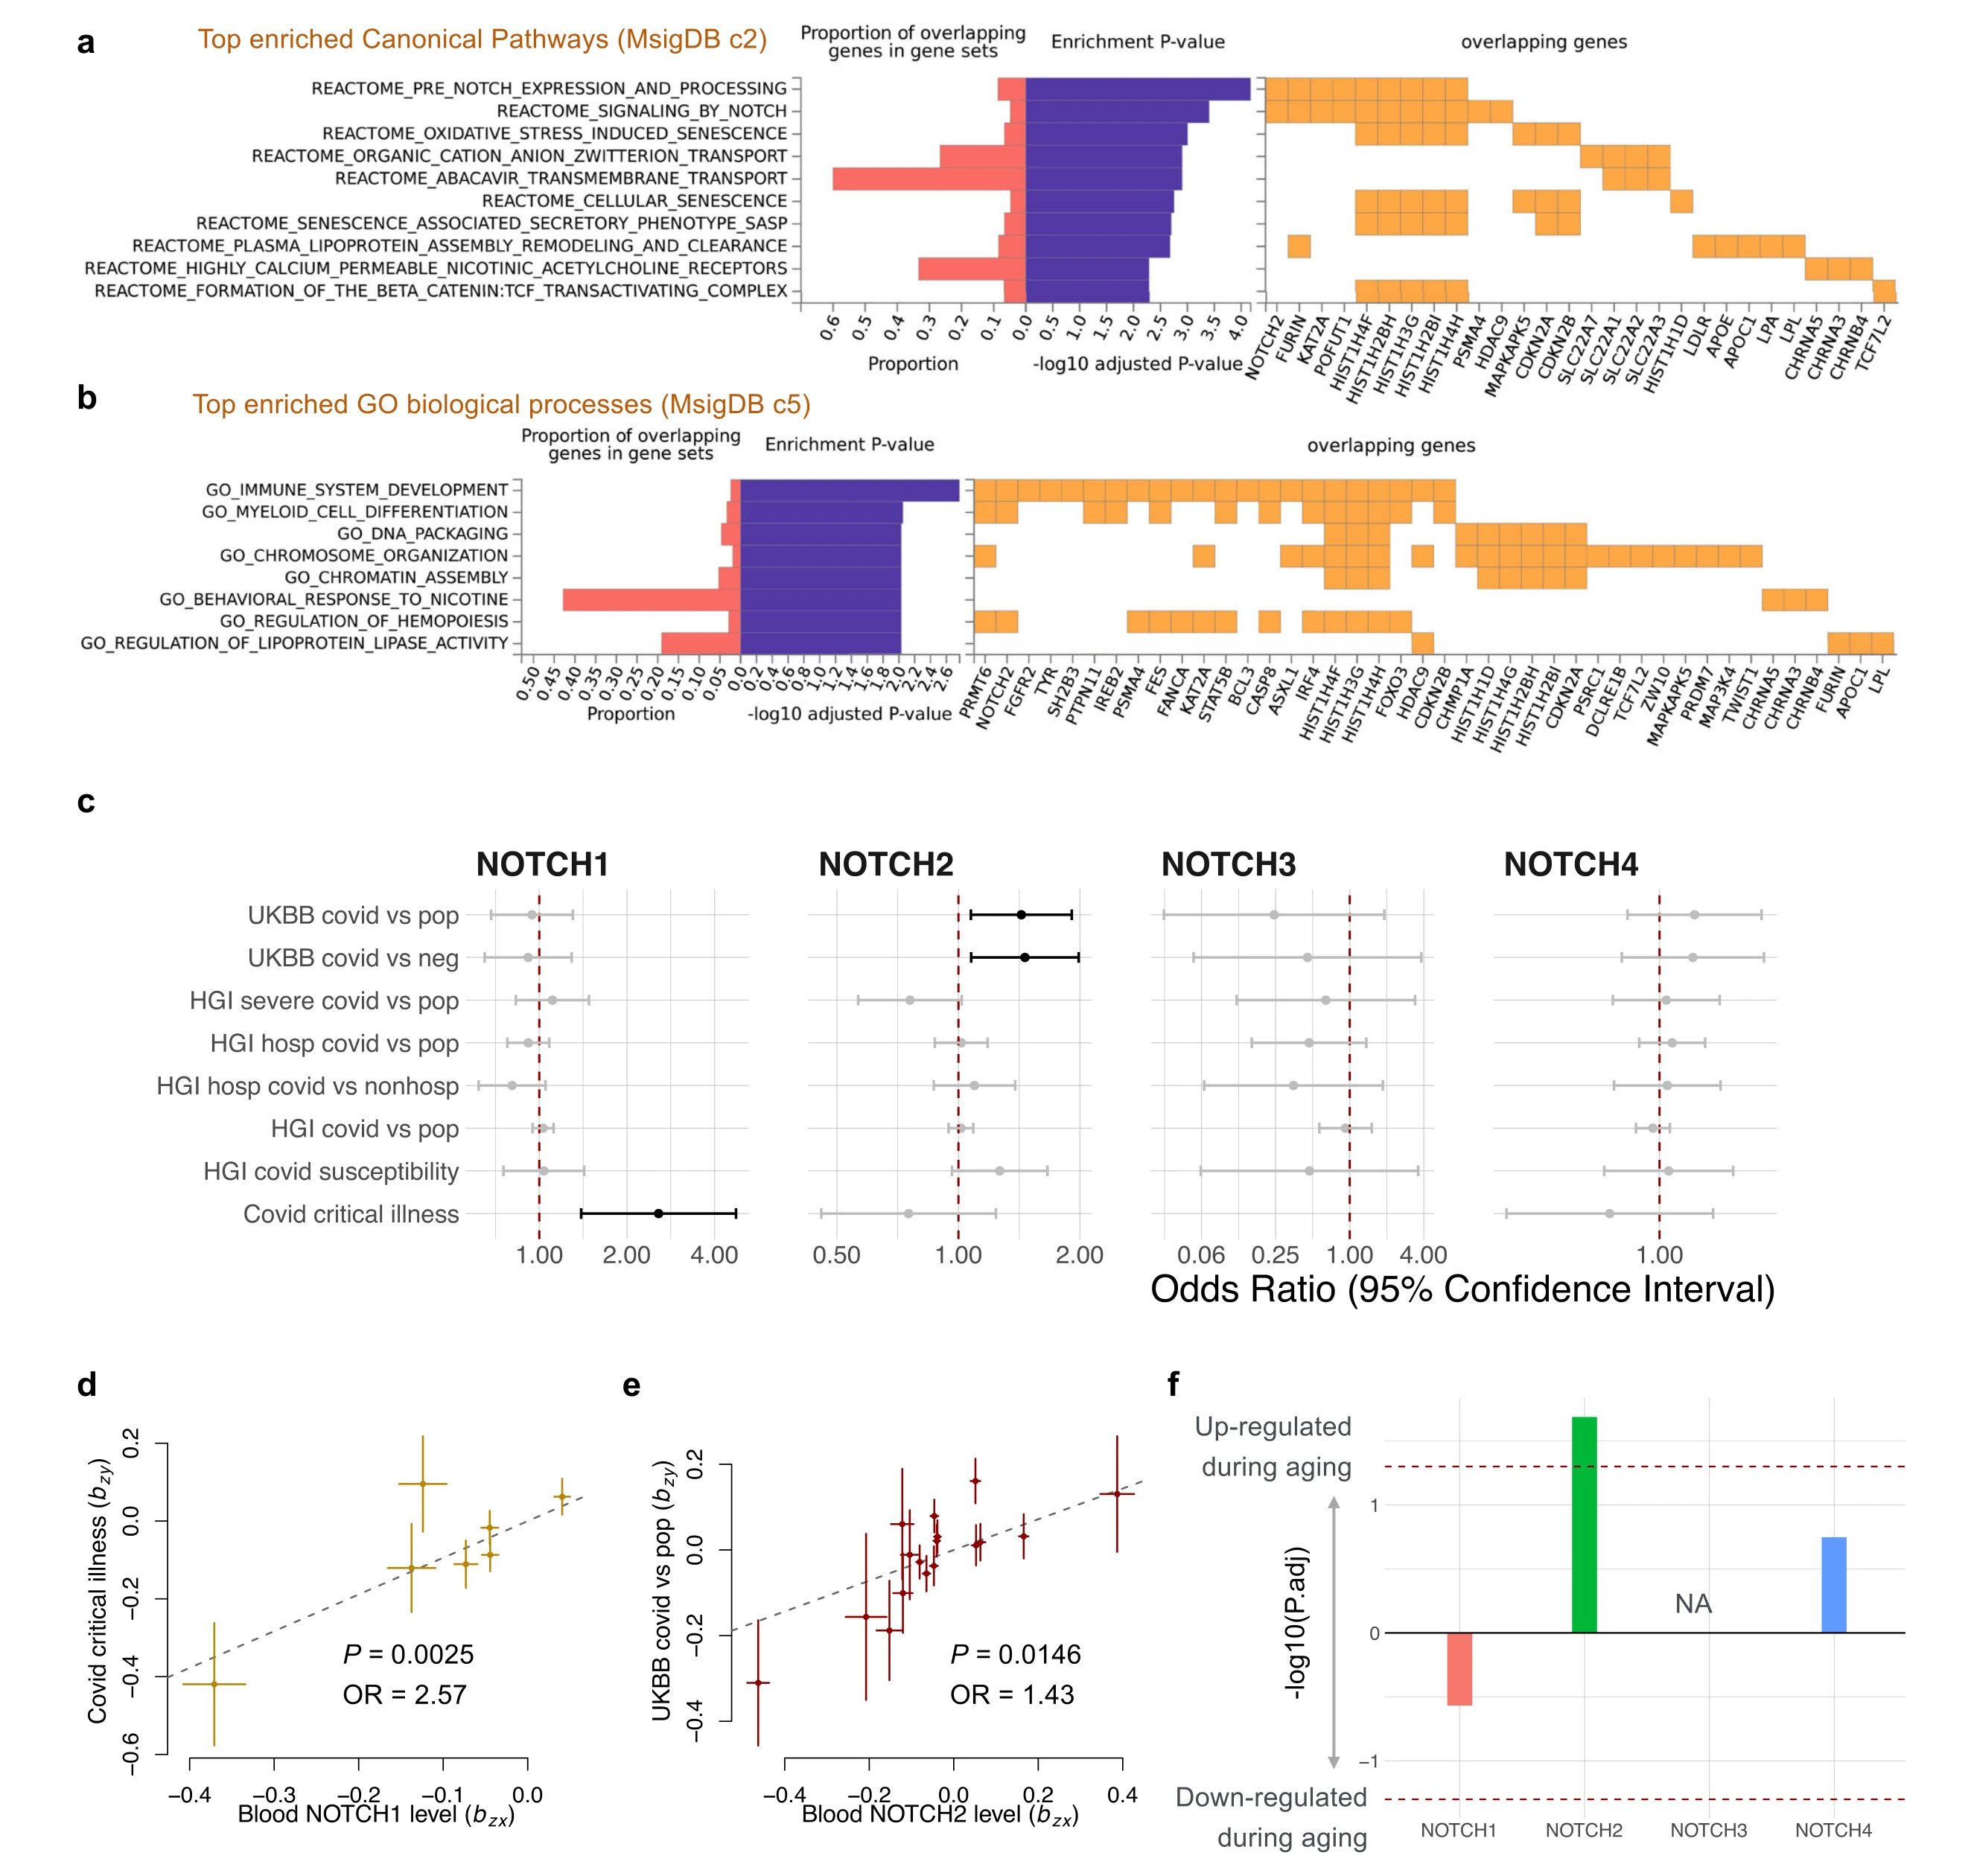 a
Top enriched Canonical Pathways (MsigDB c2)
Proportion of overlapping
genes in gene sets
Enrichment P-value
overlapping genes
REACTOME_PRE_NOTCH_EXPRESSION_AND_PROCESSING
REACTOME_SIGNALING_BY_NOTCH
REACTOME_OXIDATIVE_STRESS_INDUCED_SENESCENCE
REACTOME_ORGANIC_CATION_ANION_ZWITTERION_TRANSPORT
REACTOME_ABACAVIR_TRANSMEMBRANE_TRANSPORT
REACTOME_CELLULAR_SENESCENCE
REACTOME_SENESCENCE_ASSOCIATED_SECRETORY_PHENOTYPE_SASP
REACTOME_PLASMA_LIPOPROTEIN_ASSEMBLY_REMODELING_AND_CLEARANCE
REACTOME_HIGHLY_CALCIUM_PERMEABLE_NICOTINIC_ACETYLCHOLINE_RECEPTORS
REACTOME_FORMATION_OF_THE_BETA_CATENIN:TCF_TRANSACTIVATING_COMPLEX
0.6 0.5 0.4 0.3 0.2 0.1 0.0 0.5 1.0 1.5 2.0 2.5 3.0 3.5 4.0
NOTCH2 FURIN KAT2A POFUT1 HIST1H4F HIST1H2BH HIST1H3G HIST1H2BI HIST1H4H PSMA4 HDAC9 MAPKAPK5 CDKN2A CDKN2B SLC22A7 SLC22A1 SLC22A2 SLC22A3 HIST1H1D LDLR APOE APOC1 LPA LPL CHRNA5 CHRNA3 CHRNB4 TCF7L2
Proportion
-log10 adjusted P-value
b
Top enriched GO biological processes (MsigDB c5)
Proportion of overlapping
genes in gene sets
Enrichment P-value
overlapping genes
GO_IMMUNE_SYSTEM_DEVELOPMENT
GO_MYELOID_CELL_DIFFERENTIATION
GO_DNA_PACKAGING
GO_CHROMOSOME_ORGANIZATION
GO_CHROMATIN_ASSEMBLY
GO_BEHAVIORAL_RESPONSE_TO_NICOTINE
GO_REGULATION_OF_HEMOPOIESIS
GO_REGULATION_OF_LIPOPROTEIN_LIPASE_ACTIVITY
0.50 0.45 0.40 0.35 0.30 0.25 0.20 0.15 0.10 0.05 0.0 0.2 0.4 0.6 0.8 1.0 1.2 1.4 1.6 1.8 2.0 2.2 2.4 2.6
PRMT6 NOTCH2 FGFR2 TYR SH2B3 PTPN11 IREB2 PSMA4 FES FANCA KAT2A STAT5B BCL3 CASP8 ASXL1 IRF4 HIST1H4F HIST1H3G HIST1H4H FOXO3 HDAC9 CDKN2B CHMP1A HIST1H1D HIST1H4G HIST1H2BH HIST1H2BI CDKN2A PSRC1 DCLRE1B TCF7L2 ZW10 MAPKAPK5 PRDM7 MAP3K4 TWIST1 CHRNA5 CHRNA3 CHRNB4 FURIN APOC1 LPL
Proportion
-log10 adjusted P-value
c
NOTCH1 NOTCH2 NOTCH3 NOTCH4
UKBB covid vs pop
UKBB covid vs neg
HGI severe covid vs pop
HGI hosp covid vs pop
HGI hosp covid vs nonhosp
HGI covid vs pop
HGI covid susceptibility
Covid critical illness
1.00 2.00 4.00 0.50 1.00 2.00 0.06 0.25 1.00 4.00 1.00
Odds Ratio (95% Confidence Interval)
d
Covid critical illness (bzy)
0.2
0.0
−0.2
−0.4
−0.6
P = 0.0025
OR = 2.57
−0.4 −0.3 −0.2 −0.1 0.0
Blood NOTCH1 level (bzx)
e
UKBB covid vs pop (bzy)
0.2
0.0
−0.2
−0.4
P = 0.0146
OR = 1.43
−0.4 −0.2 0.0 0.2 0.4
Blood NOTCH2 level (bzx)
f
Up-regulated
during aging
-log10(P.adj)
1
0
−1
NA
Down-regulated
during aging
NOTCH1 NOTCH2 NOTCH3 NOTCH4